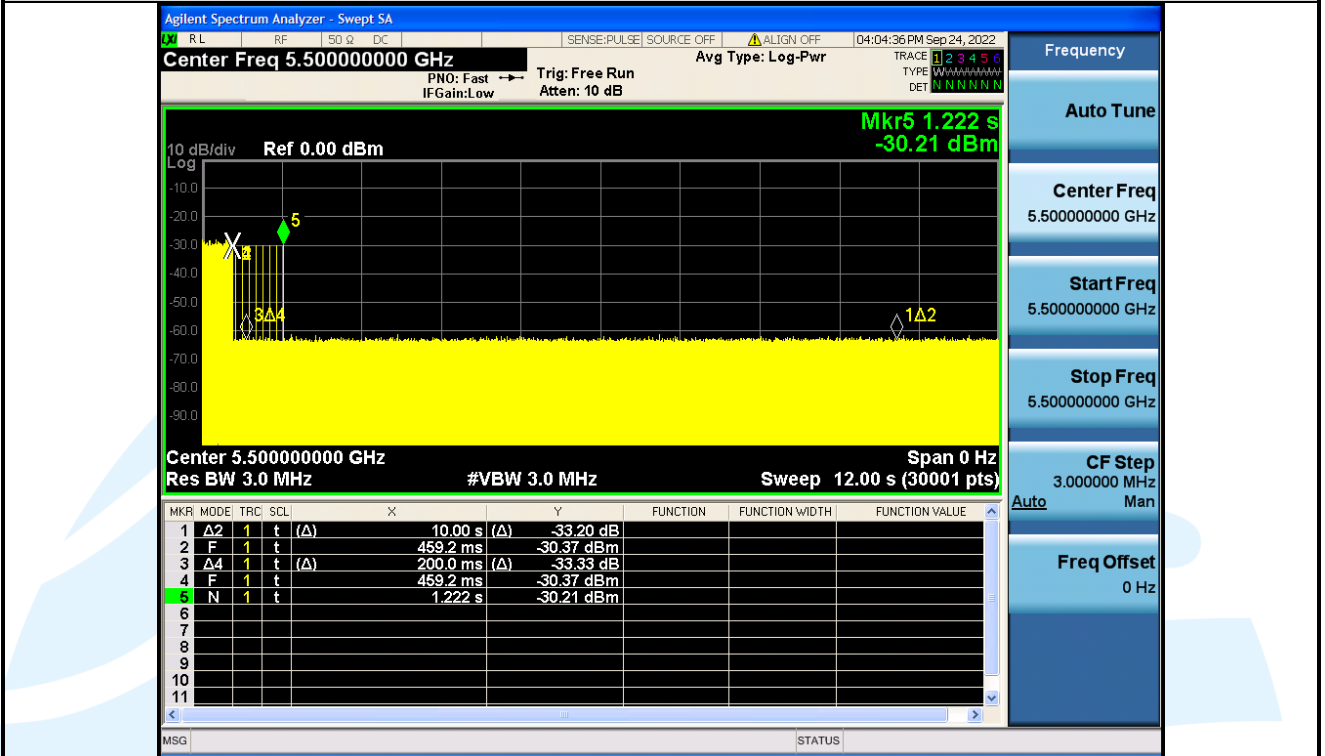 Agilent Spectrum Analyzer - Swept SA
LXI RL RF 50 Ω DC SENSE:PULSE SOURCE OFF ALIGN OFF 04:04:36 PM Sep 24, 2022
Center Freq 5.500000000 GHz
PNO: Fast
IFGain:Low
Trig: Free Run
Atten: 10 dB
Avg Type: Log-Pwr
TRACE 1 2 3 4 5 6
TYPE WWWWWW
DET N N N N N N
Mkr5 1.222 s
-30.21 dBm
10 dB/div Ref 0.00 dBm
Log
-10.0
-20.0
-30.0
-40.0
-50.0
-60.0
-70.0
-80.0
-90.0
5
3Δ4
1Δ2
Center 5.500000000 GHz Span 0 Hz
Res BW 3.0 MHz #VBW 3.0 MHz Sweep 12.00 s (30001 pts)
MKR MODE TRC SCL X Y FUNCTION FUNCTION WIDTH FUNCTION VALUE
1 Δ2 1 t (Δ) 10.00 s (Δ) -33.20 dB
2 F 1 t 459.2 ms -30.37 dBm
3 Δ4 1 t (Δ) 200.0 ms (Δ) -33.33 dB
4 F 1 t 459.2 ms -30.37 dBm
5 N 1 t 1.222 s -30.21 dBm
6
7
8
9
10
11
MSG STATUS
Frequency
Auto Tune
Center Freq
5.500000000 GHz
Start Freq
5.500000000 GHz
Stop Freq
5.500000000 GHz
CF Step
3.000000 MHz
Auto Man
Freq Offset
0 Hz